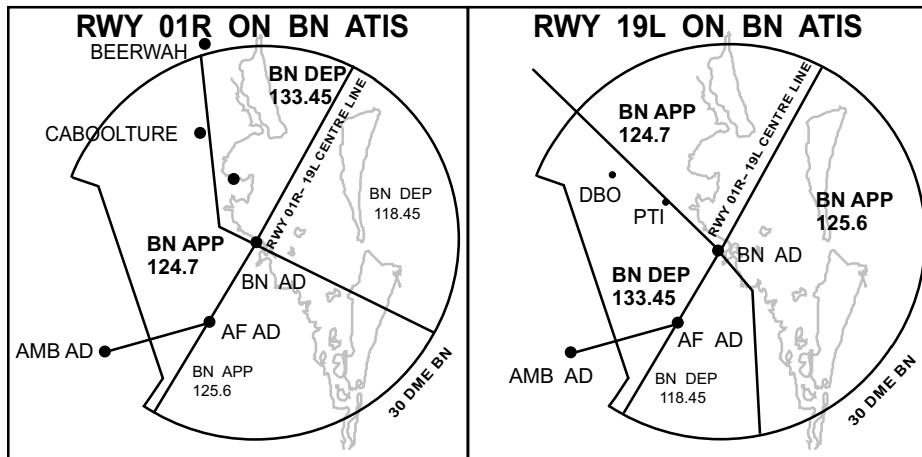 RWY 01R ON BN ATIS
BEERWAH
BN DEP
133.45
CABOOLTURE
RWY 01R– 19L CENTRE LINE
BN DEP
118.45
BN APP
124.7
BN AD
AF AD
AMB AD
BN APP
125.6
30 DME BN
RWY 19L ON BN ATIS
BN APP
124.7
RWY 01R– 19L CENTRE LINE
DBO
PTI
BN APP
125.6
BN AD
BN DEP
133.45
AF AD
AMB AD
BN DEP
118.45
30 DME BN